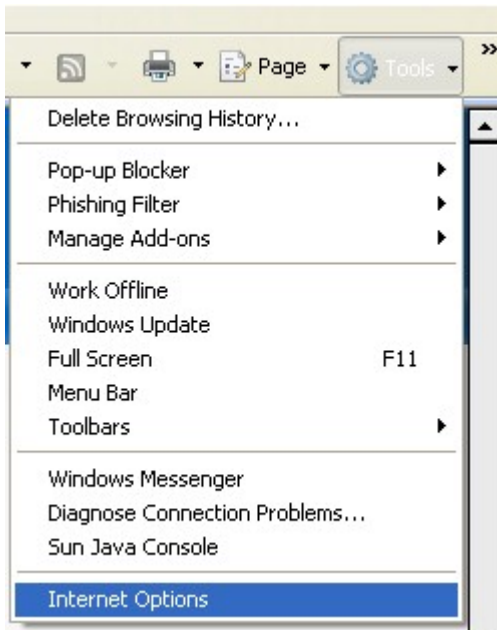 Page Tools »
Delete Browsing History...
Pop-up Blocker
Phishing Filter
Manage Add-ons
Work Offline
Windows Update
Full Screen F11
Menu Bar
Toolbars
Windows Messenger
Diagnose Connection Problems...
Sun Java Console
Internet Options